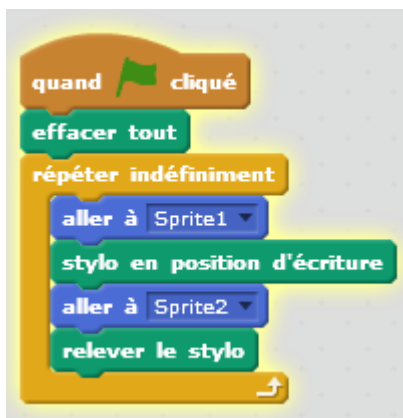 quand cliqué
effacer tout
répéter indéfiniment
aller à Sprite1
stylo en position d'écriture
aller à Sprite2
relever le stylo